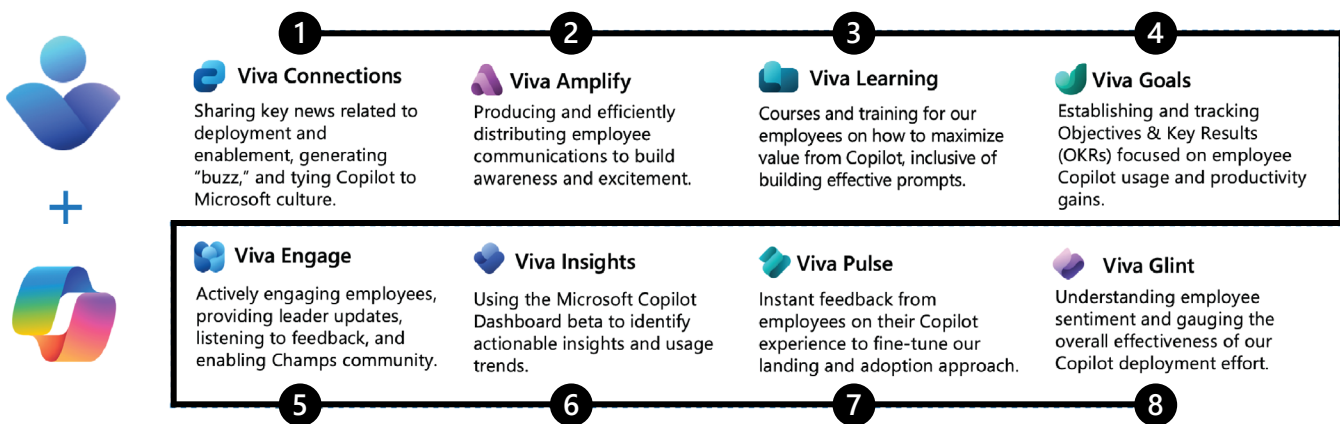 1
2
3
4
Viva Connections
Sharing key news related to
deployment and
enablement, generating
“buzz,” and tying Copilot to
Microsoft culture.
Viva Amplify
Producing and efficiently
distributing employee
communications to build
awareness and excitement.
Viva Learning
Courses and training for our
employees on how to maximize
value from Copilot, inclusive of
building effective prompts.
Viva Goals
Establishing and tracking
Objectives & Key Results
(OKRs) focused on employee
Copilot usage and productivity
gains.
+
Viva Engage
Actively engaging employees,
providing leader updates,
listening to feedback, and
enabling Champs community.
Viva Insights
Using the Microsoft Copilot
Dashboard beta to identify
actionable insights and usage
trends.
Viva Pulse
Instant feedback from
employees on their Copilot
experience to fine-tune our
landing and adoption approach.
Viva Glint
Understanding employee
sentiment and gauging the
overall effectiveness of our
Copilot deployment effort.
5
6
7
8